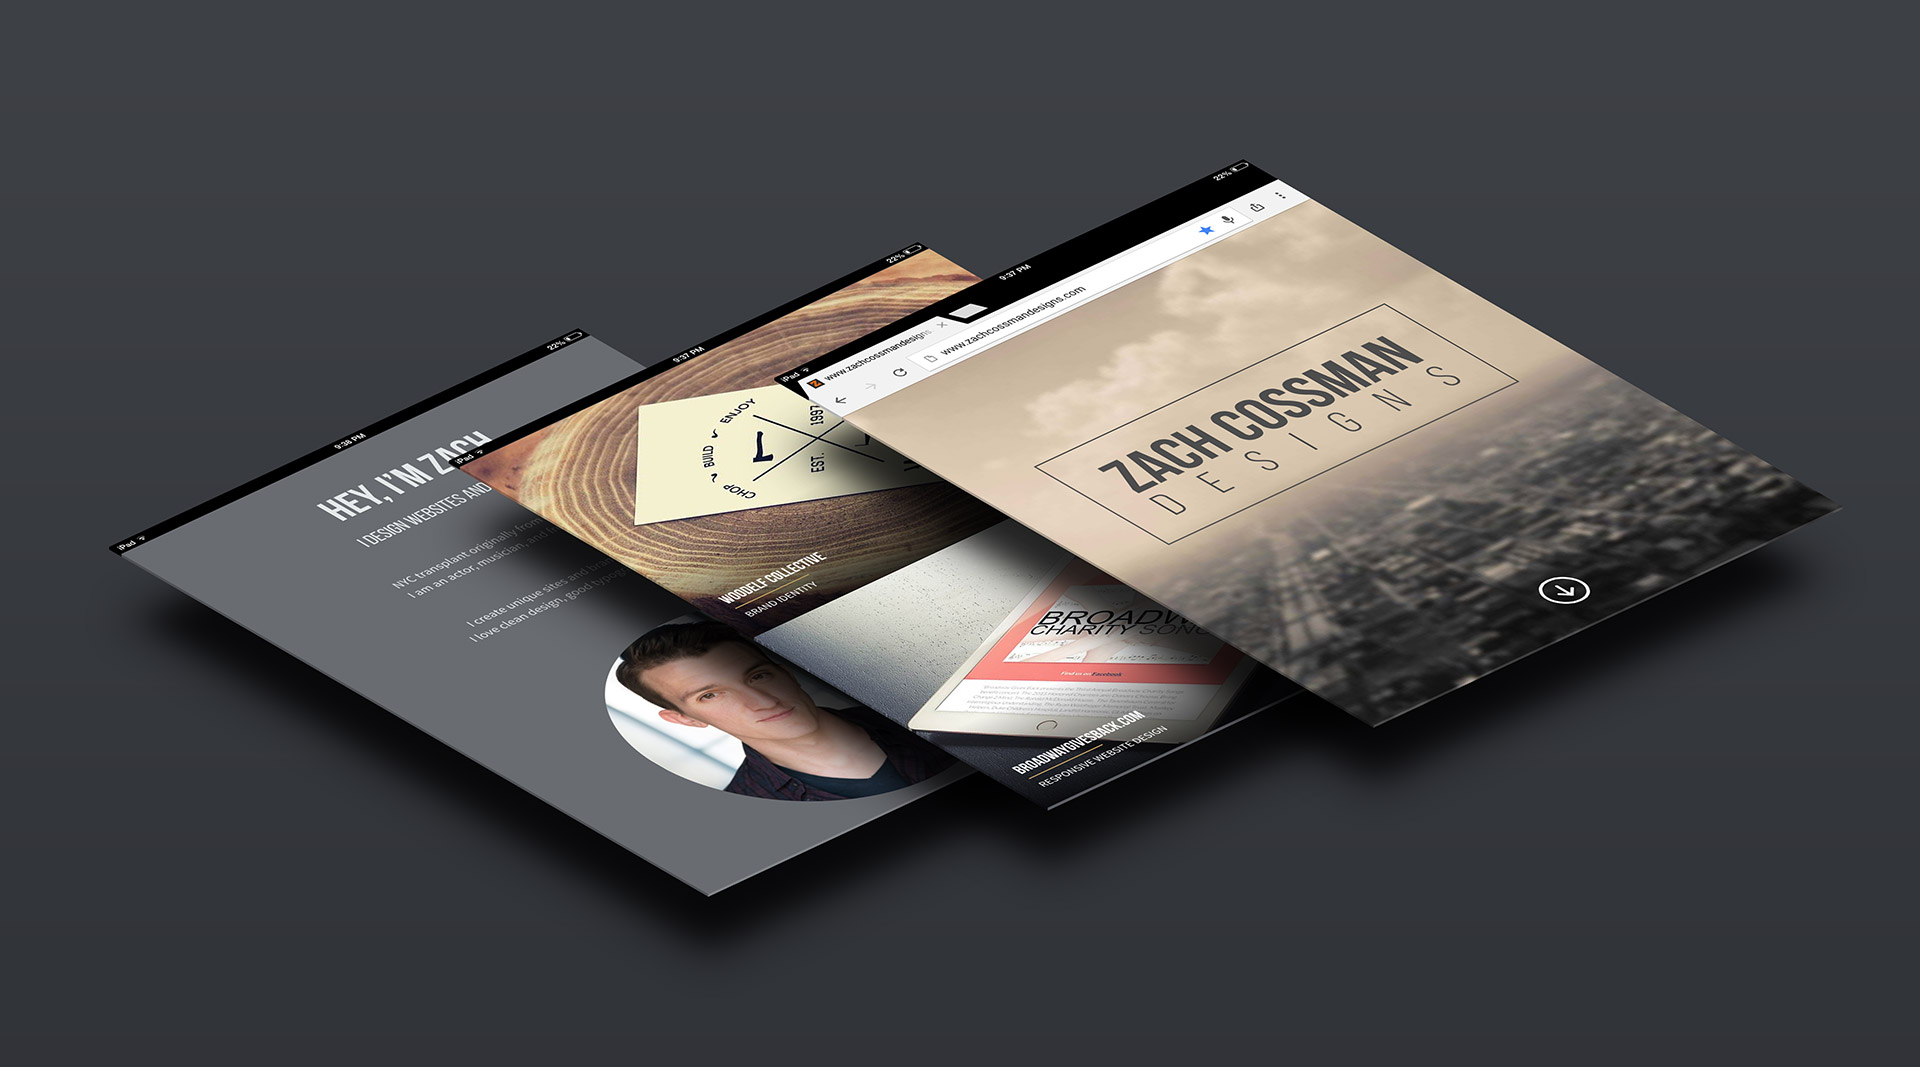 9:38 PM
22%
iPad
HEY, I'M ZACH
I DESIGN WEBSITES AND
NYC transplant originally from
I am an actor, musician, and
I create unique sites and
I love clean design, good
9:37 PM
22%
iPad
CHOP BUILD ENJOY
EST. 1997
WOODELF COLLECTIVE
BRAND IDENTITY
BROADW
CHARITY SONG
Find us on Facebook
BROADWAYGIVESBACK.COM
RESPONSIVE WEBSITE DESIGN
22%
9:37 PM
iPad
www.zachcossmandesigns
www.zachcossmandesigns.com
ZACH COSSMAN
DESIGNS